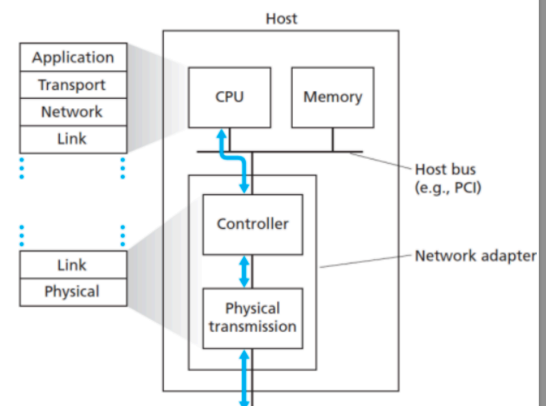 Host
Application
Transport
Network
Link
CPU
Memory
Host bus
(e.g., PCI)
Controller
Network adapter
Link
Physical
Physical
transmission